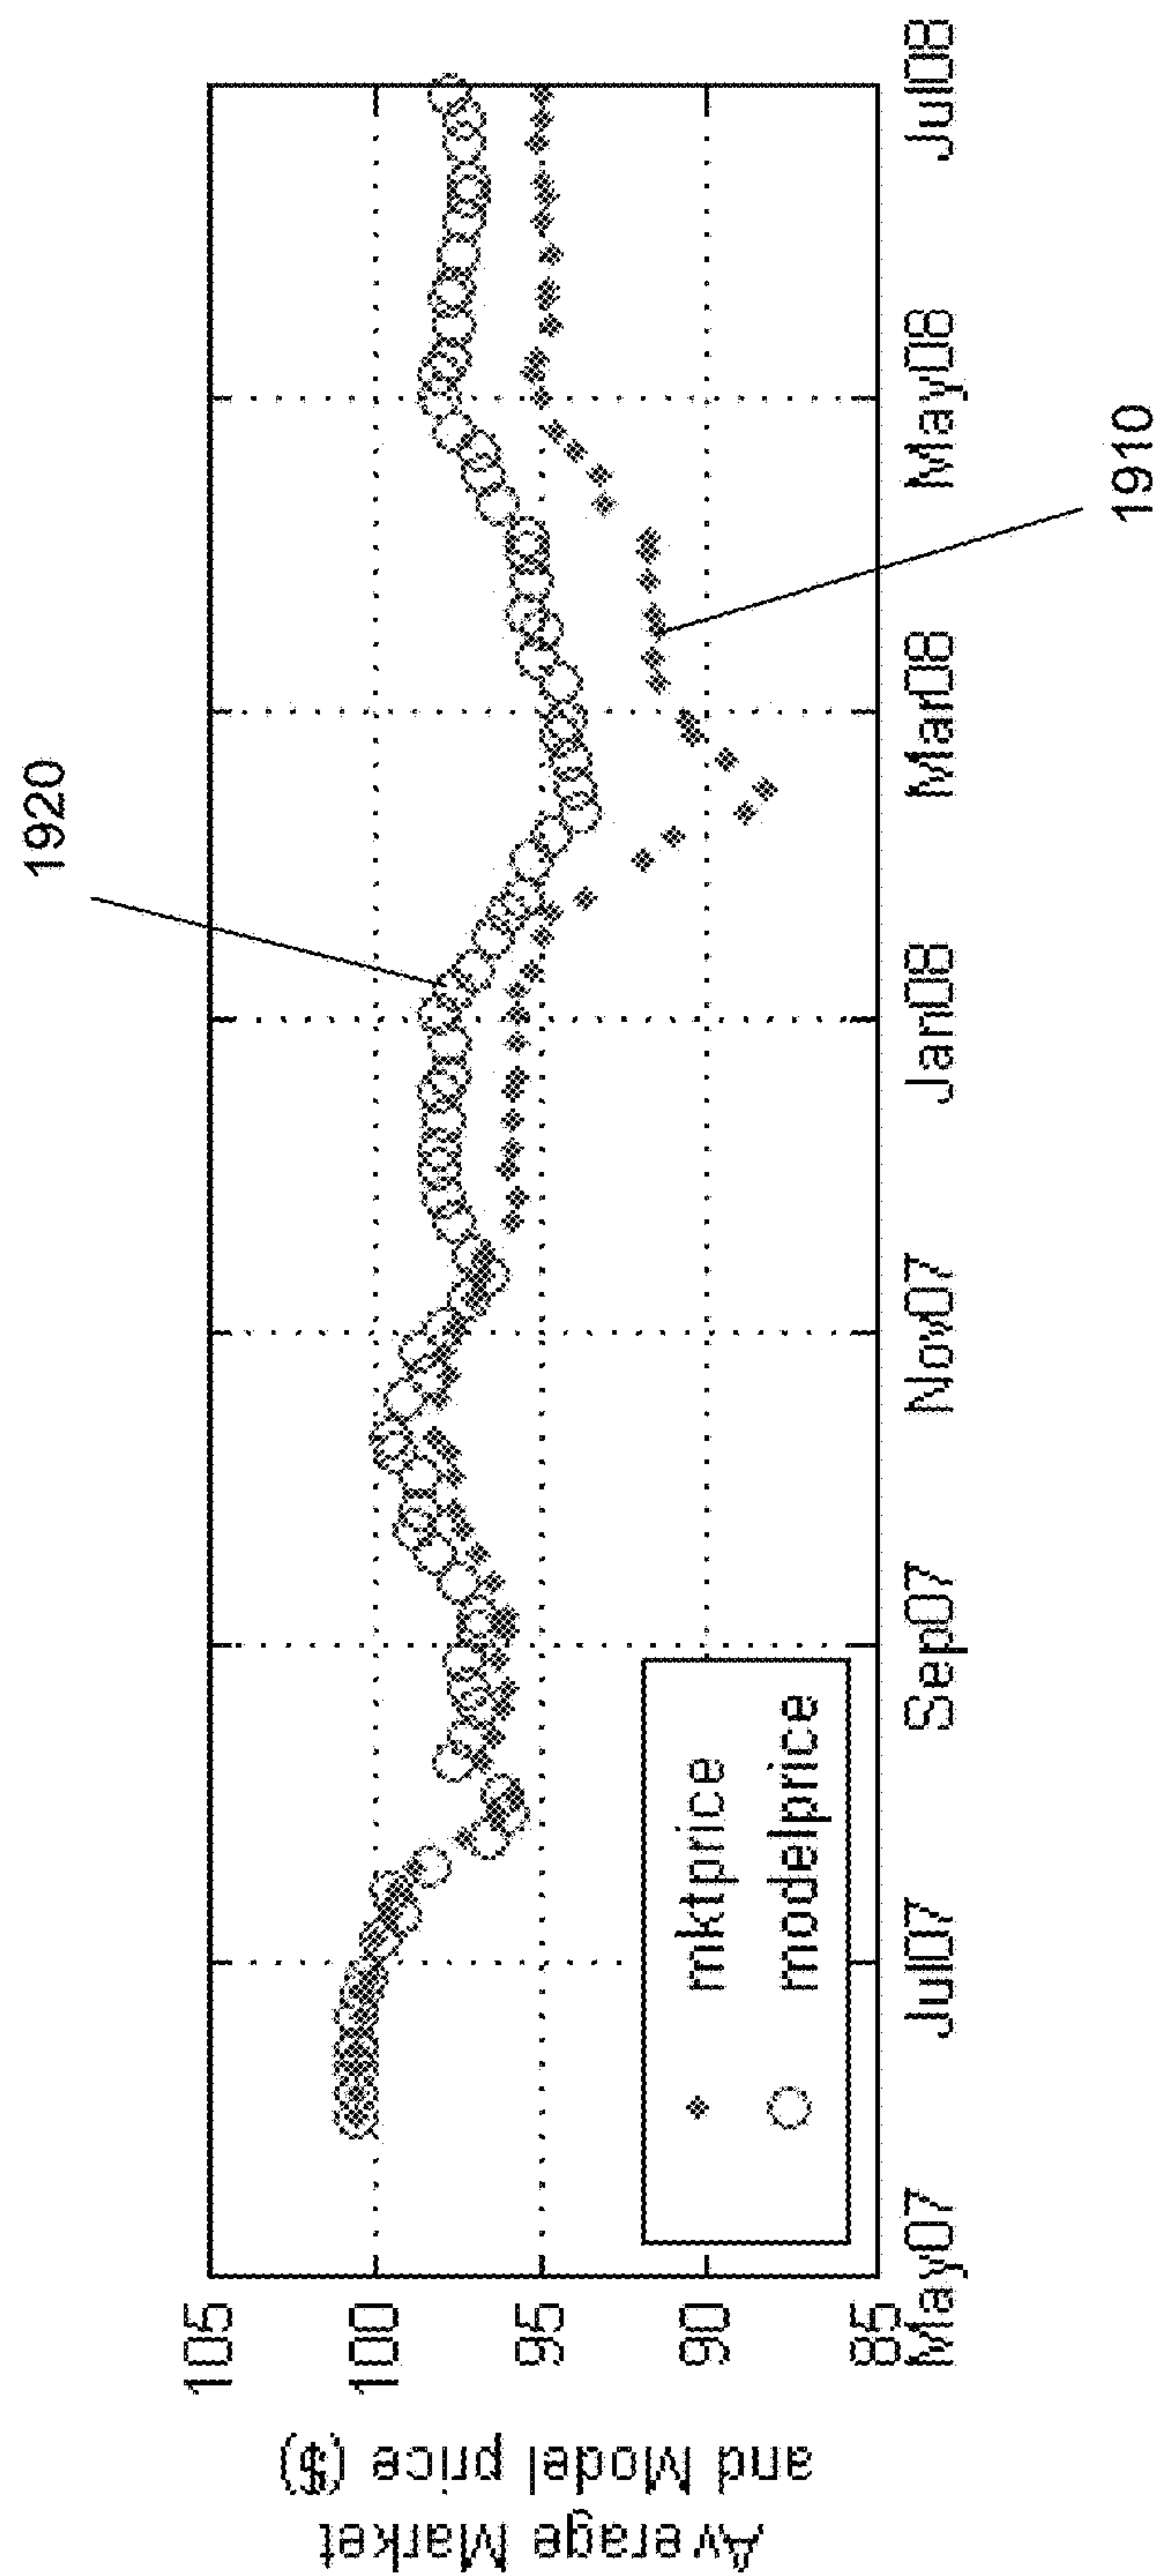 1920
Average Market
and Model price ($)
105
100
95
90
85
mktprice
modelprice
May07
Jul07
Sep07
Nov07
Jan08
Mar08
May08
Jul08
1910